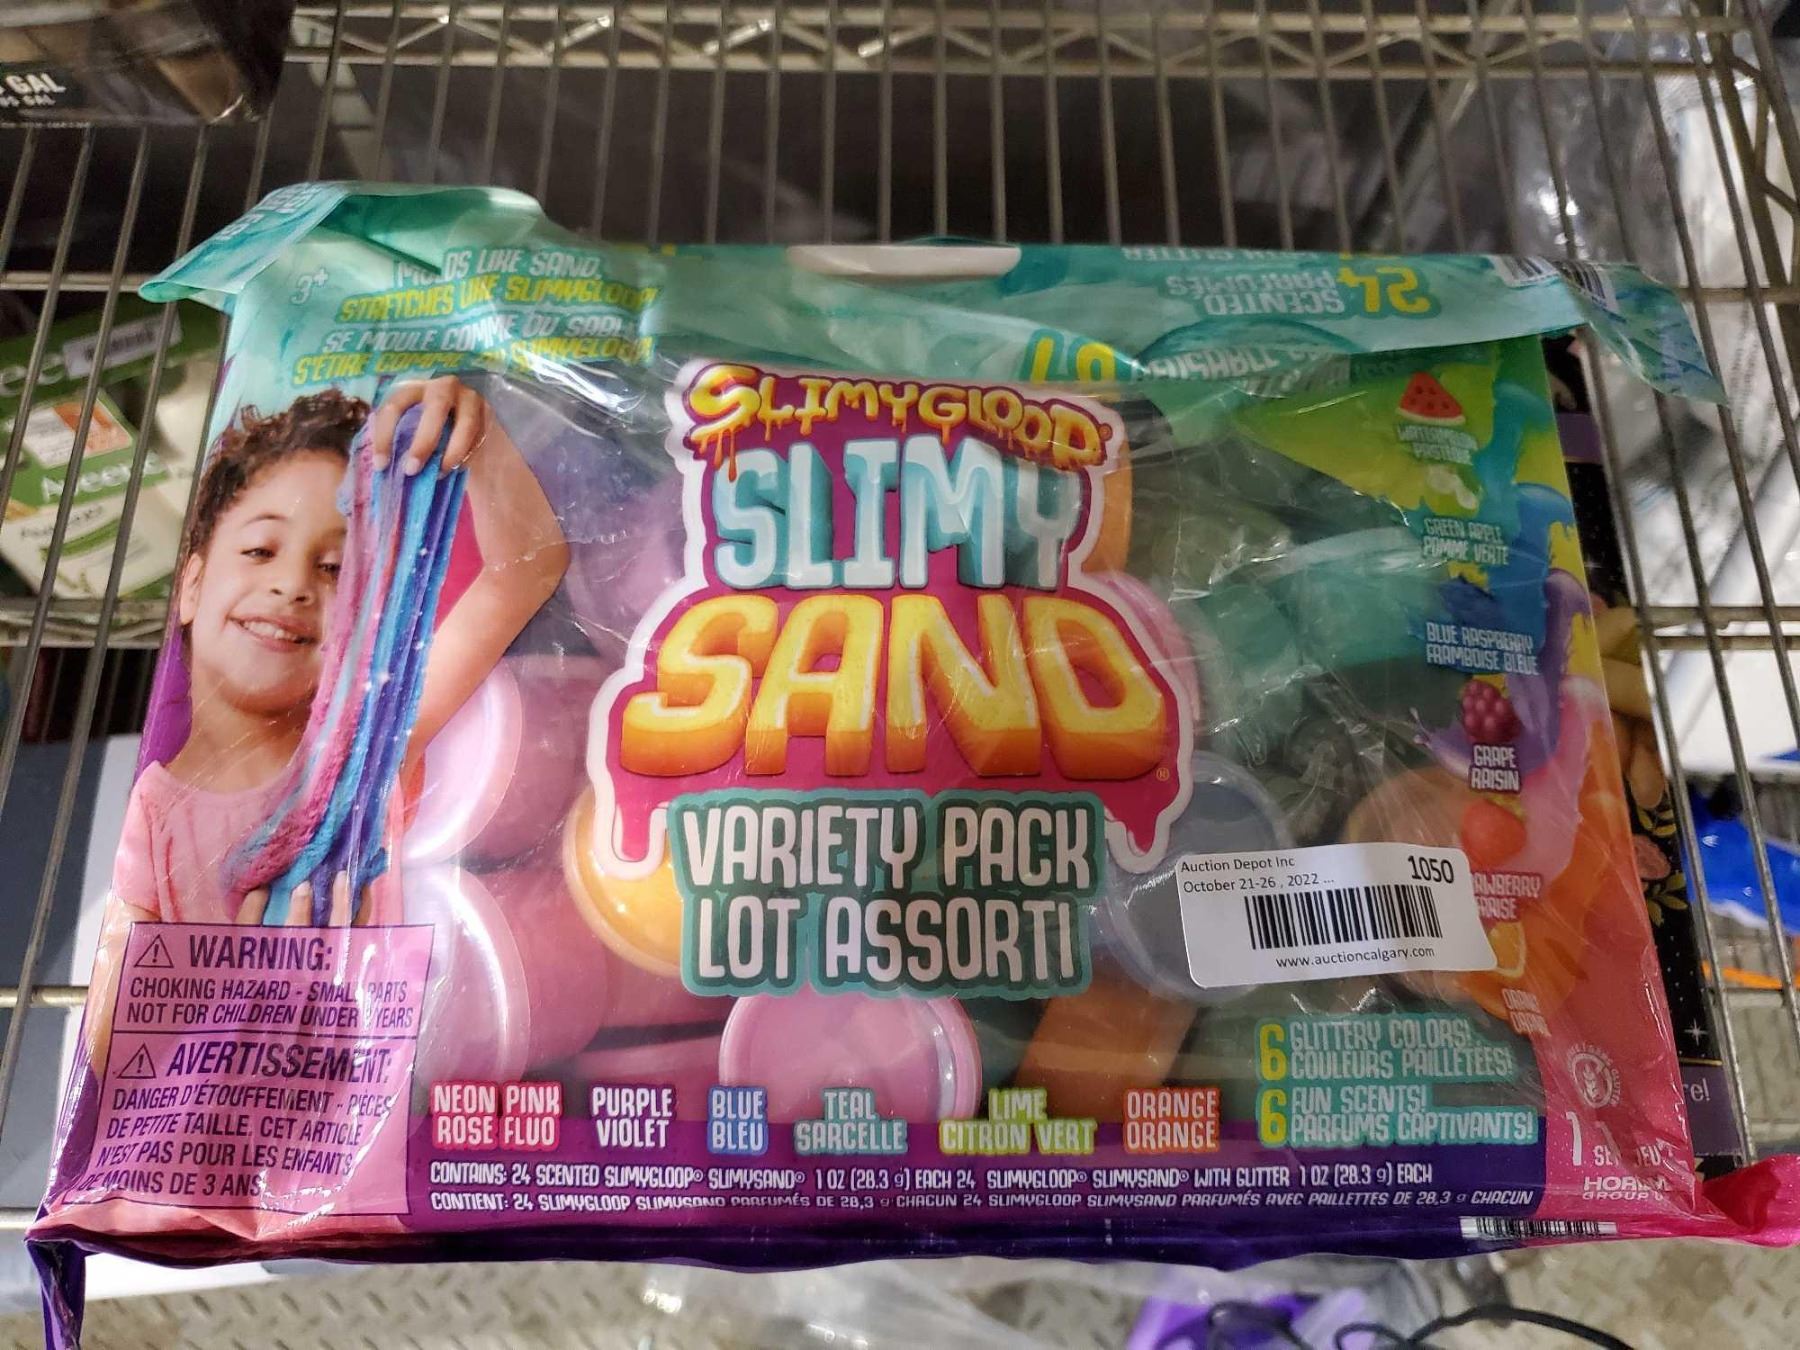 GAL
3+
MOLDS LIKE SAND.
STRETCHES LIKE SLIMYGLOOP!
SE MOULE COMME DU SABLE
S'ÉTIRE COMME
24
SCENTED
PARFUMÉS
SLIMYGLOOP®
SLIMY
SAND®
VARIETY PACK
LOT ASSORTI
WATERMELON
PASTÈQUE
GREEN APPLE
POMME VERTE
BLUE RASPBERRY
FRAMBOISE BLEUE
GRAPE
RAISIN
Auction Depot Inc
October 21-26 , 2022 ...
1050
www.auctioncalgary.com
ORANGE
ORANGE
Aveeno
⚠ WARNING:
CHOKING HAZARD - SMALL PARTS
NOT FOR CHILDREN UNDER YEARS
⚠ AVERTISSEMENT:
DANGER D'ÉTOUFFEMENT - PIÈCES
DE PETITE TAILLE. CET ARTICLE
N'EST PAS POUR LES ENFANTS
DE MOINS DE 3 ANS
6 GLITTERY COLORS!
COULEURS PAILLETÉES!
6 FUN SCENTS!
PARFUMS CAPTIVANTS!
NEON PINK
ROSE FLUO
PURPLE
VIOLET
BLUE
BLEU
TEAL
SARCELLE
LIME
CITRON VERT
ORANGE
ORANGE
CONTAINS: 24 SCENTED SLIMYGLOOP® SLIMYSAND® 1 OZ (28.3 g) EACH 24 SLIMYGLOOP® SLIMYSAND® WITH GLITTER 1 OZ (28.3 g) EACH
CONTIENT: 24 SLIMYGLOOP SLIMYSAND PARFUMÉS DE 28,3 g CHACUN 24 SLIMYGLOOP SLIMYSAND PARFUMÉS AVEC PAILLETTES DE 28,3 g CHACUN